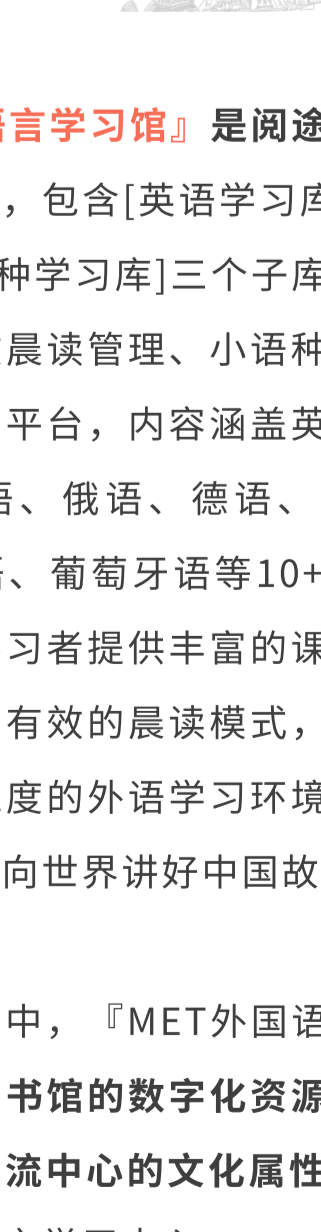 言学习馆』是阅途
，包含[英语学习库
种学习库]三个子库
晨读管理、小语种
平台，内容涵盖英
语、俄语、德语、
、葡萄牙语等10+
习者提供丰富的课
有效的晨读模式，
度的外语学习环境
向世界讲好中国故
中，『MET外国语
书馆的数字化资源
流中心的文化属性